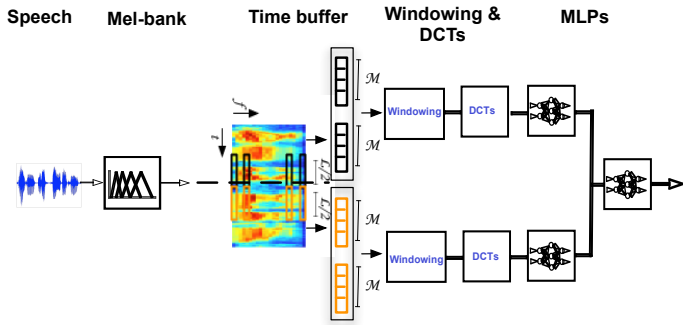 Speech
Mel-bank
Time buffer
Windowing &
DCTs
MLPs
f
t
L/2
L/2
M
M
M
M
Windowing
DCTs
Windowing
DCTs